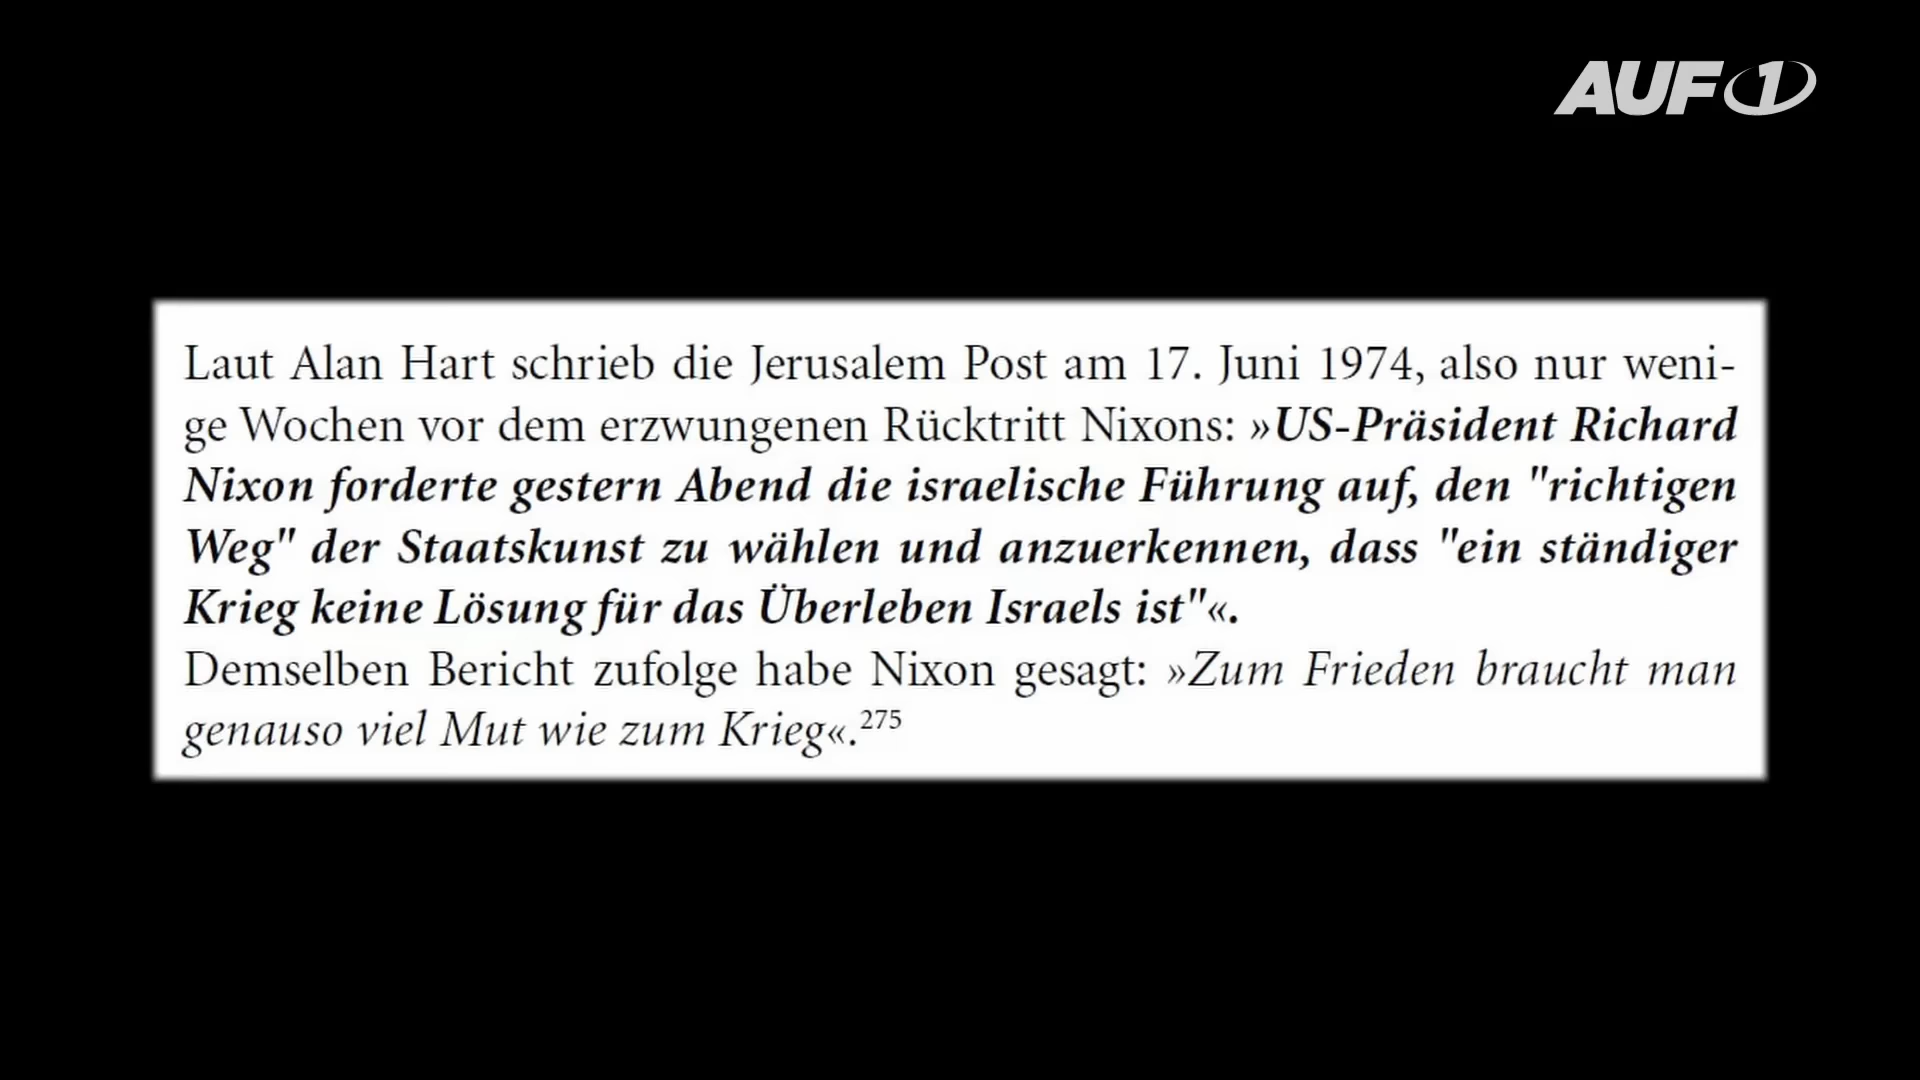 AUF1
Laut Alan Hart schrieb die Jerusalem Post am 17. Juni 1974, also nur weni-
ge Wochen vor dem erzwungenen Rücktritt Nixons: »US-Präsident Richard
Nixon forderte gestern Abend die israelische Führung auf, den "richtigen
Weg" der Staatskunst zu wählen und anzuerkennen, dass "ein ständiger
Krieg keine Lösung für das Überleben Israels ist"«.
Demselben Bericht zufolge habe Nixon gesagt: »Zum Frieden braucht man
genauso viel Mut wie zum Krieg«.²⁷⁵